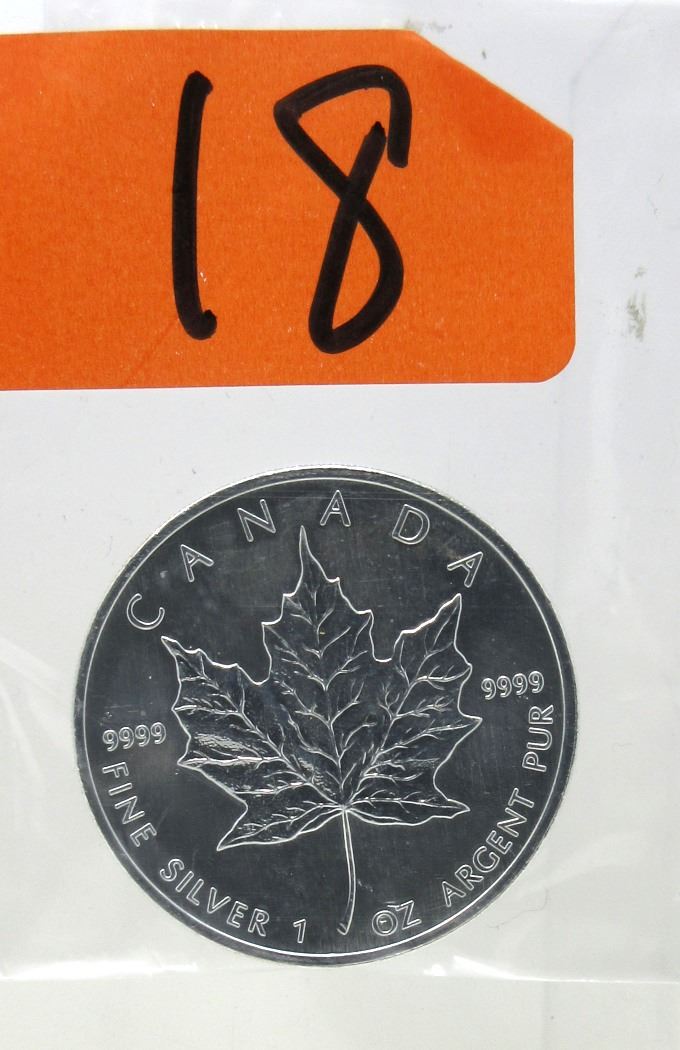 18
CANADA
9999
9999
FINE SILVER 1 OZ ARGENT PUR